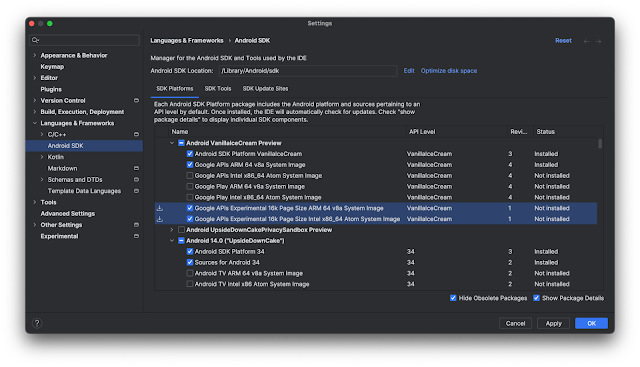 Settings
Languages & Frameworks › Android SDK
Reset
Appearance & Behavior
Keymap
Editor
Plugins
Version Control
Build, Execution, Deployment
Languages & Frameworks
C/C++
Android SDK
Kotlin
Markdown
Schemas and DTDs
Template Data Languages
Tools
Advanced Settings
Other Settings
Experimental
Manager for the Android SDK and Tools used by the IDE
Android SDK Location: /Library/Android/sdk Edit Optimize disk space
SDK Platforms SDK Tools SDK Update Sites
Each Android SDK Platform package includes the Android platform and sources pertaining to an
API level by default. Once installed, the IDE will automatically check for updates. Check "show
package details" to display individual SDK components.
Name API Level Revi... Status
Android VanillaIceCream Preview
Android SDK Platform VanillaIceCream VanillaIceCream 3 Installed
Google APIs ARM 64 v8a System Image VanillaIceCream 4 Installed
Google APIs Intel x86_64 Atom System Image VanillaIceCream 4 Not installed
Google Play ARM 64 v8a System Image VanillaIceCream 4 Not installed
Google Play Intel x86_64 Atom System Image VanillaIceCream 4 Not installed
Google APIs Experimental 16k Page Size ARM 64 v8a System Image VanillaIceCream 1 Not installed
Google APIs Experimental 16k Page Size Intel x86_64 Atom System Image VanillaIceCream 1 Not installed
Android UpsideDownCakePrivacySandbox Preview
Android 14.0 ("UpsideDownCake")
Android SDK Platform 34 34 3 Installed
Sources for Android 34 34 2 Installed
Android TV ARM 64 v8a System Image 34 2 Not installed
Android TV Intel x86 Atom System Image 34 2 Not installed
Hide Obsolete Packages Show Package Details
? Cancel Apply OK